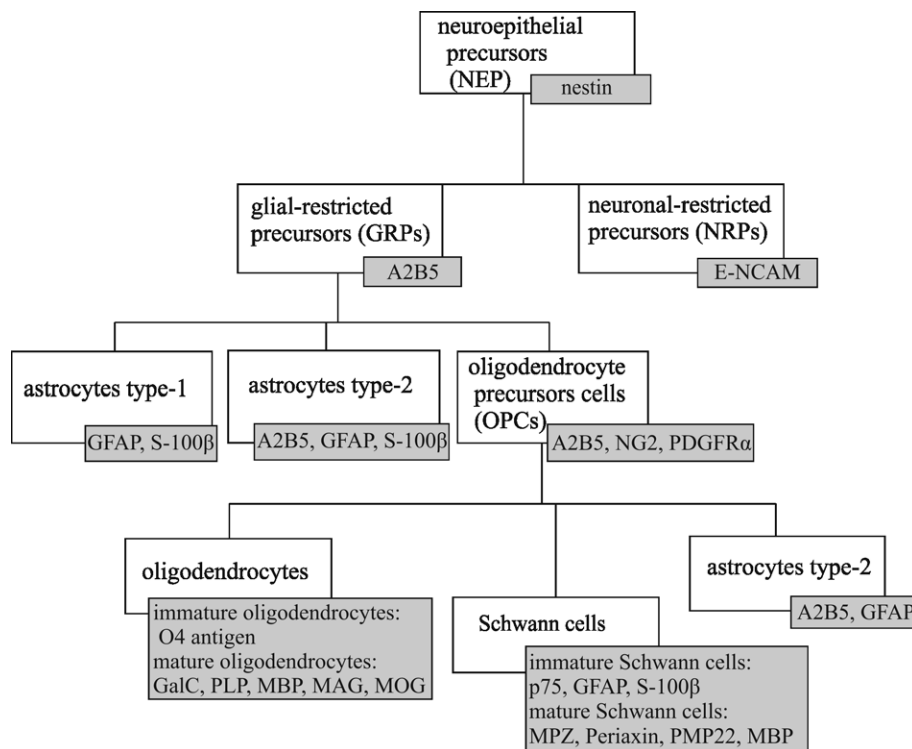 neuroepithelial
precursors
(NEP)
nestin
glial-restricted
precursors (GRPs)
A2B5
neuronal-restricted
precursors (NRPs)
E-NCAM
astrocytes type-1
GFAP, S-100β
astrocytes type-2
A2B5, GFAP, S-100β
oligodendrocyte
precursors cells
(OPCs)
A2B5, NG2, PDGFRα
oligodendrocytes
immature oligodendrocytes:
O4 antigen
mature oligodendrocytes:
GalC, PLP, MBP, MAG, MOG
Schwann cells
immature Schwann cells:
p75, GFAP, S-100β
mature Schwann cells:
MPZ, Periaxin, PMP22, MBP
astrocytes type-2
A2B5, GFAP